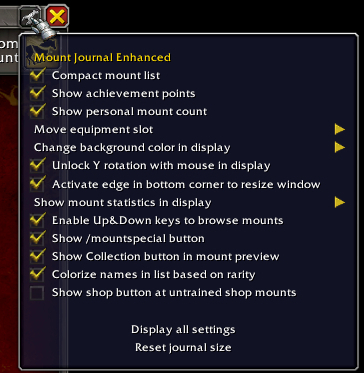 om
unt
Mount Journal Enhanced
Compact mount list
Show achievement points
Show personal mount count
Move equipment slot
Change background color in display
Unlock Y rotation with mouse in display
Activate edge in bottom corner to resize window
Show mount statistics in display
Enable Up&Down keys to browse mounts
Show /mountspecial button
Show Collection button in mount preview
Colorize names in list based on rarity
Show shop button at untrained shop mounts
Display all settings
Reset journal size